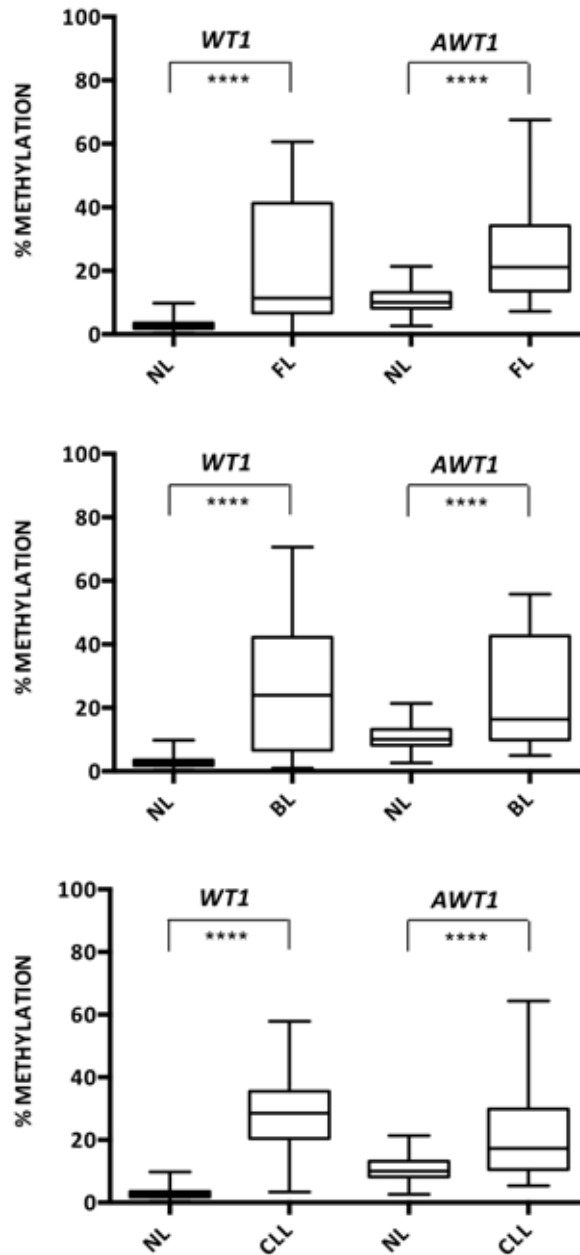 100
80
60
40
20
0
% METHYLATION
WT1
****
AWT1
****
NL
FL
NL
FL
100
80
60
40
20
0
% METHYLATION
WT1
****
AWT1
****
NL
BL
NL
BL
100
80
60
40
20
0
% METHYLATION
WT1
****
AWT1
****
NL
CLL
NL
CLL